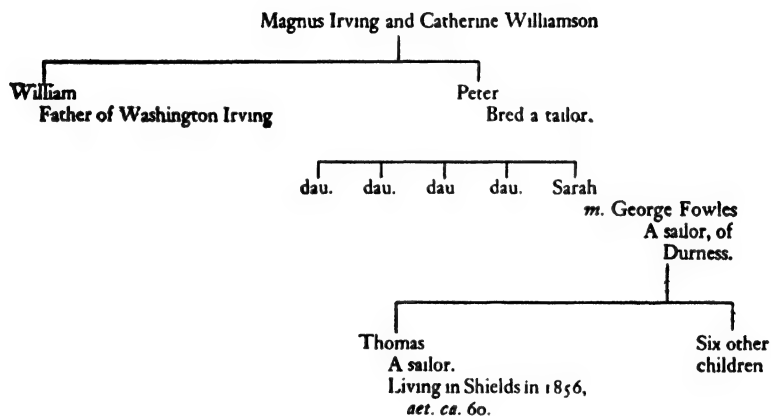 Magnus Irving and Catherine Williamson
William
Father of Washington Irving
Peter
Bred a tailor.
dau. dau. dau dau. Sarah
m. George Fowles
A sailor, of
Durness.
Thomas
A sailor.
Living in Shields in 1856,
aet. ca. 60.
Six other
children